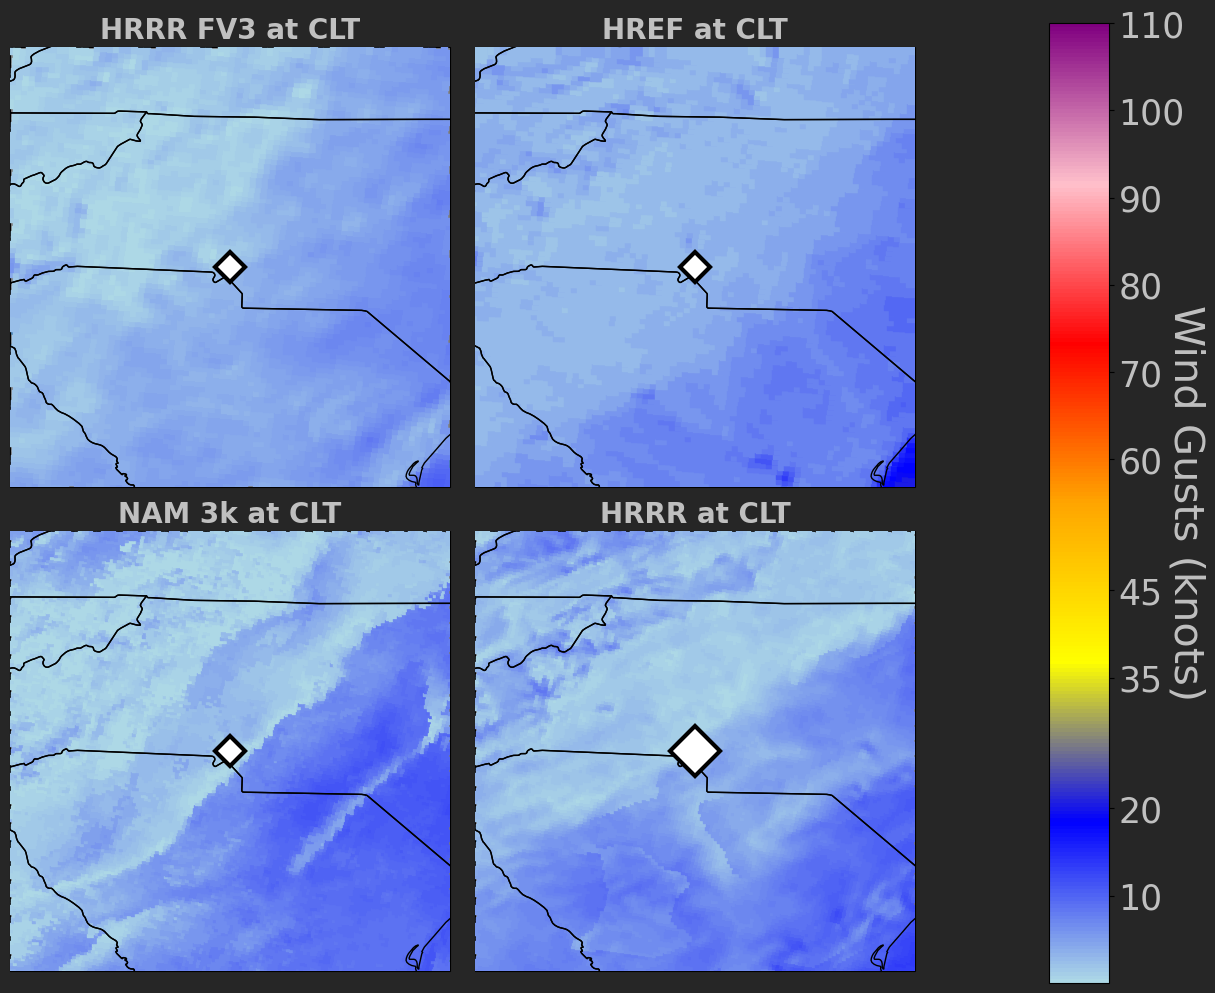 HRRR FV3 at CLT
HREF at CLT
NAM 3k at CLT
HRRR at CLT
110
100
90
80
70
60
45
35
20
10
Wind Gusts (knots)